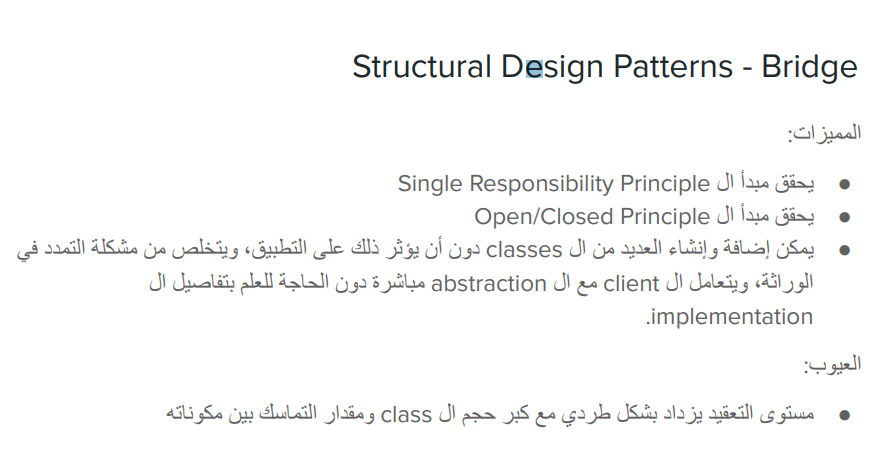 Structural Design Patterns - Bridge
المميزات:
● يحقق مبدأ ال Single Responsibility Principle
● يحقق مبدأ ال Open/Closed Principle
● يمكن إضافة وإنشاء العديد من ال classes دون أن يؤثر ذلك على التطبيق، ويتخلص من مشكلة التمدد في
الوراثة، ويتعامل ال client مع ال abstraction مباشرة دون الحاجة للعلم بتفاصيل ال
implementation.
العيوب:
● مستوى التعقيد يزداد بشكل طردي مع كبر حجم ال class ومقدار التماسك بين مكوناته